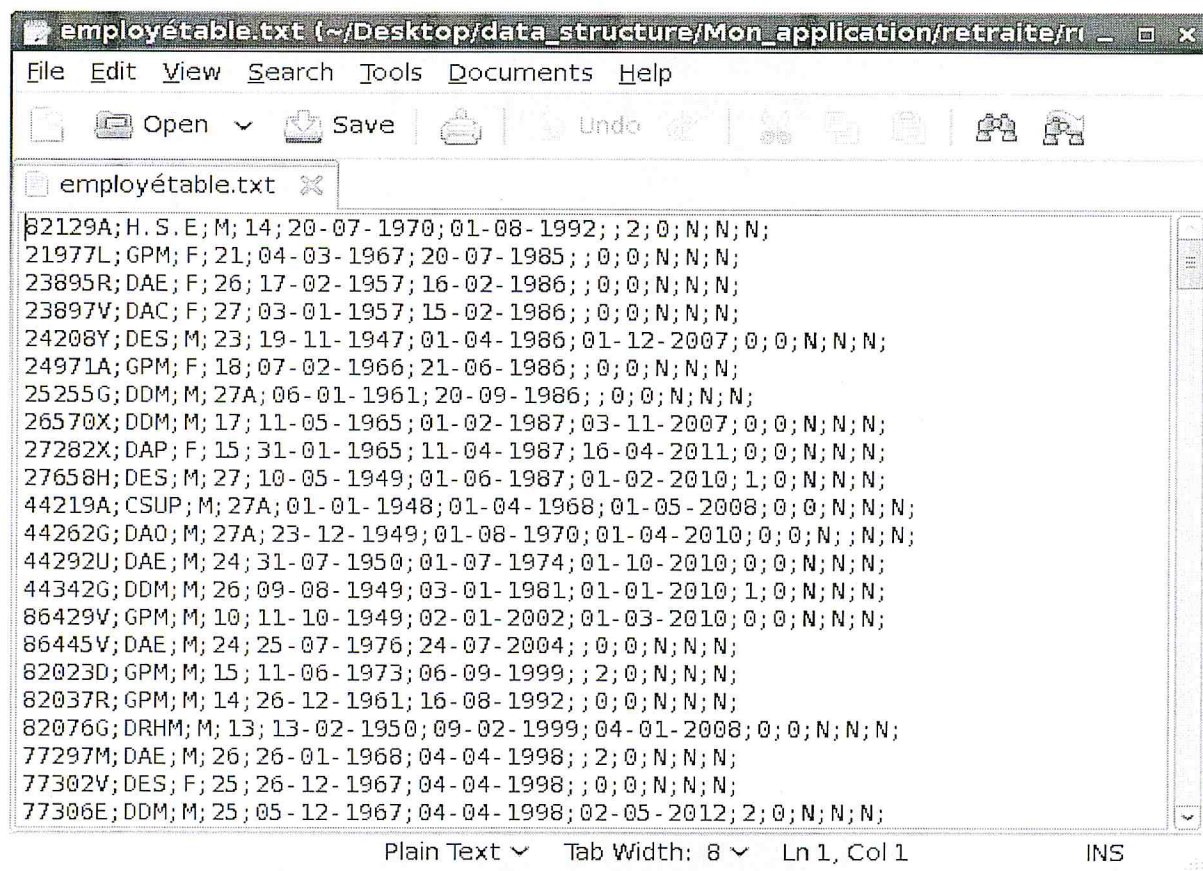 employétable.txt (~/Desktop/data_structure/Mon_application/retraite/
File Edit View Search Tools Documents Help
Open Save Undo
employétable.txt
82129A;H.S.E;M;14;20-07-1970;01-08-1992;;2;0;N;N;N;
21977L;GPM;F;21;04-03-1967;20-07-1985;;0;0;N;N;N;
23895R;DAE;F;26;17-02-1957;16-02-1986;;0;0;N;N;N;
23897V;DAC;F;27;03-01-1957;15-02-1986;;0;0;N;N;N;
24208Y;DES;M;23;19-11-1947;01-04-1986;01-12-2007;0;0;N;N;N;
24971A;GPM;F;18;07-02-1966;21-06-1986;;0;0;N;N;N;
25255G;DDM;M;27A;06-01-1961;20-09-1986;;0;0;N;N;N;
26570X;DDM;M;17;11-05-1965;01-02-1987;03-11-2007;0;0;N;N;N;
27282X;DAP;F;15;31-01-1965;11-04-1987;16-04-2011;0;0;N;N;N;
27658H;DES;M;27;10-05-1949;01-06-1987;01-02-2010;1;0;N;N;N;
44219A;CSUP;M;27A;01-01-1948;01-04-1968;01-05-2008;0;0;N;N;N;
44262G;DAO;M;27A;23-12-1949;01-08-1970;01-04-2010;0;0;N;;N;N;
44292U;DAE;M;24;31-07-1950;01-07-1974;01-10-2010;0;0;N;N;N;
44342G;DDM;M;26;09-08-1949;03-01-1981;01-01-2010;1;0;N;N;N;
86429V;GPM;M;10;11-10-1949;02-01-2002;01-03-2010;0;0;N;N;N;
86445V;DAE;M;24;25-07-1976;24-07-2004;;0;0;N;N;N;
82023D;GPM;M;15;11-06-1973;06-09-1999;;2;0;N;N;N;
82037R;GPM;M;14;26-12-1961;16-08-1992;;0;0;N;N;N;
82076G;DRHM;M;13;13-02-1950;09-02-1999;04-01-2008;0;0;N;N;N;
77297M;DAE;M;26;26-01-1968;04-04-1998;;2;0;N;N;N;
77302V;DES;F;25;26-12-1967;04-04-1998;;0;0;N;N;N;
77306E;DDM;M;25;05-12-1967;04-04-1998;02-05-2012;2;0;N;N;N;
Plain Text Tab Width: 8 Ln 1, Col 1 INS